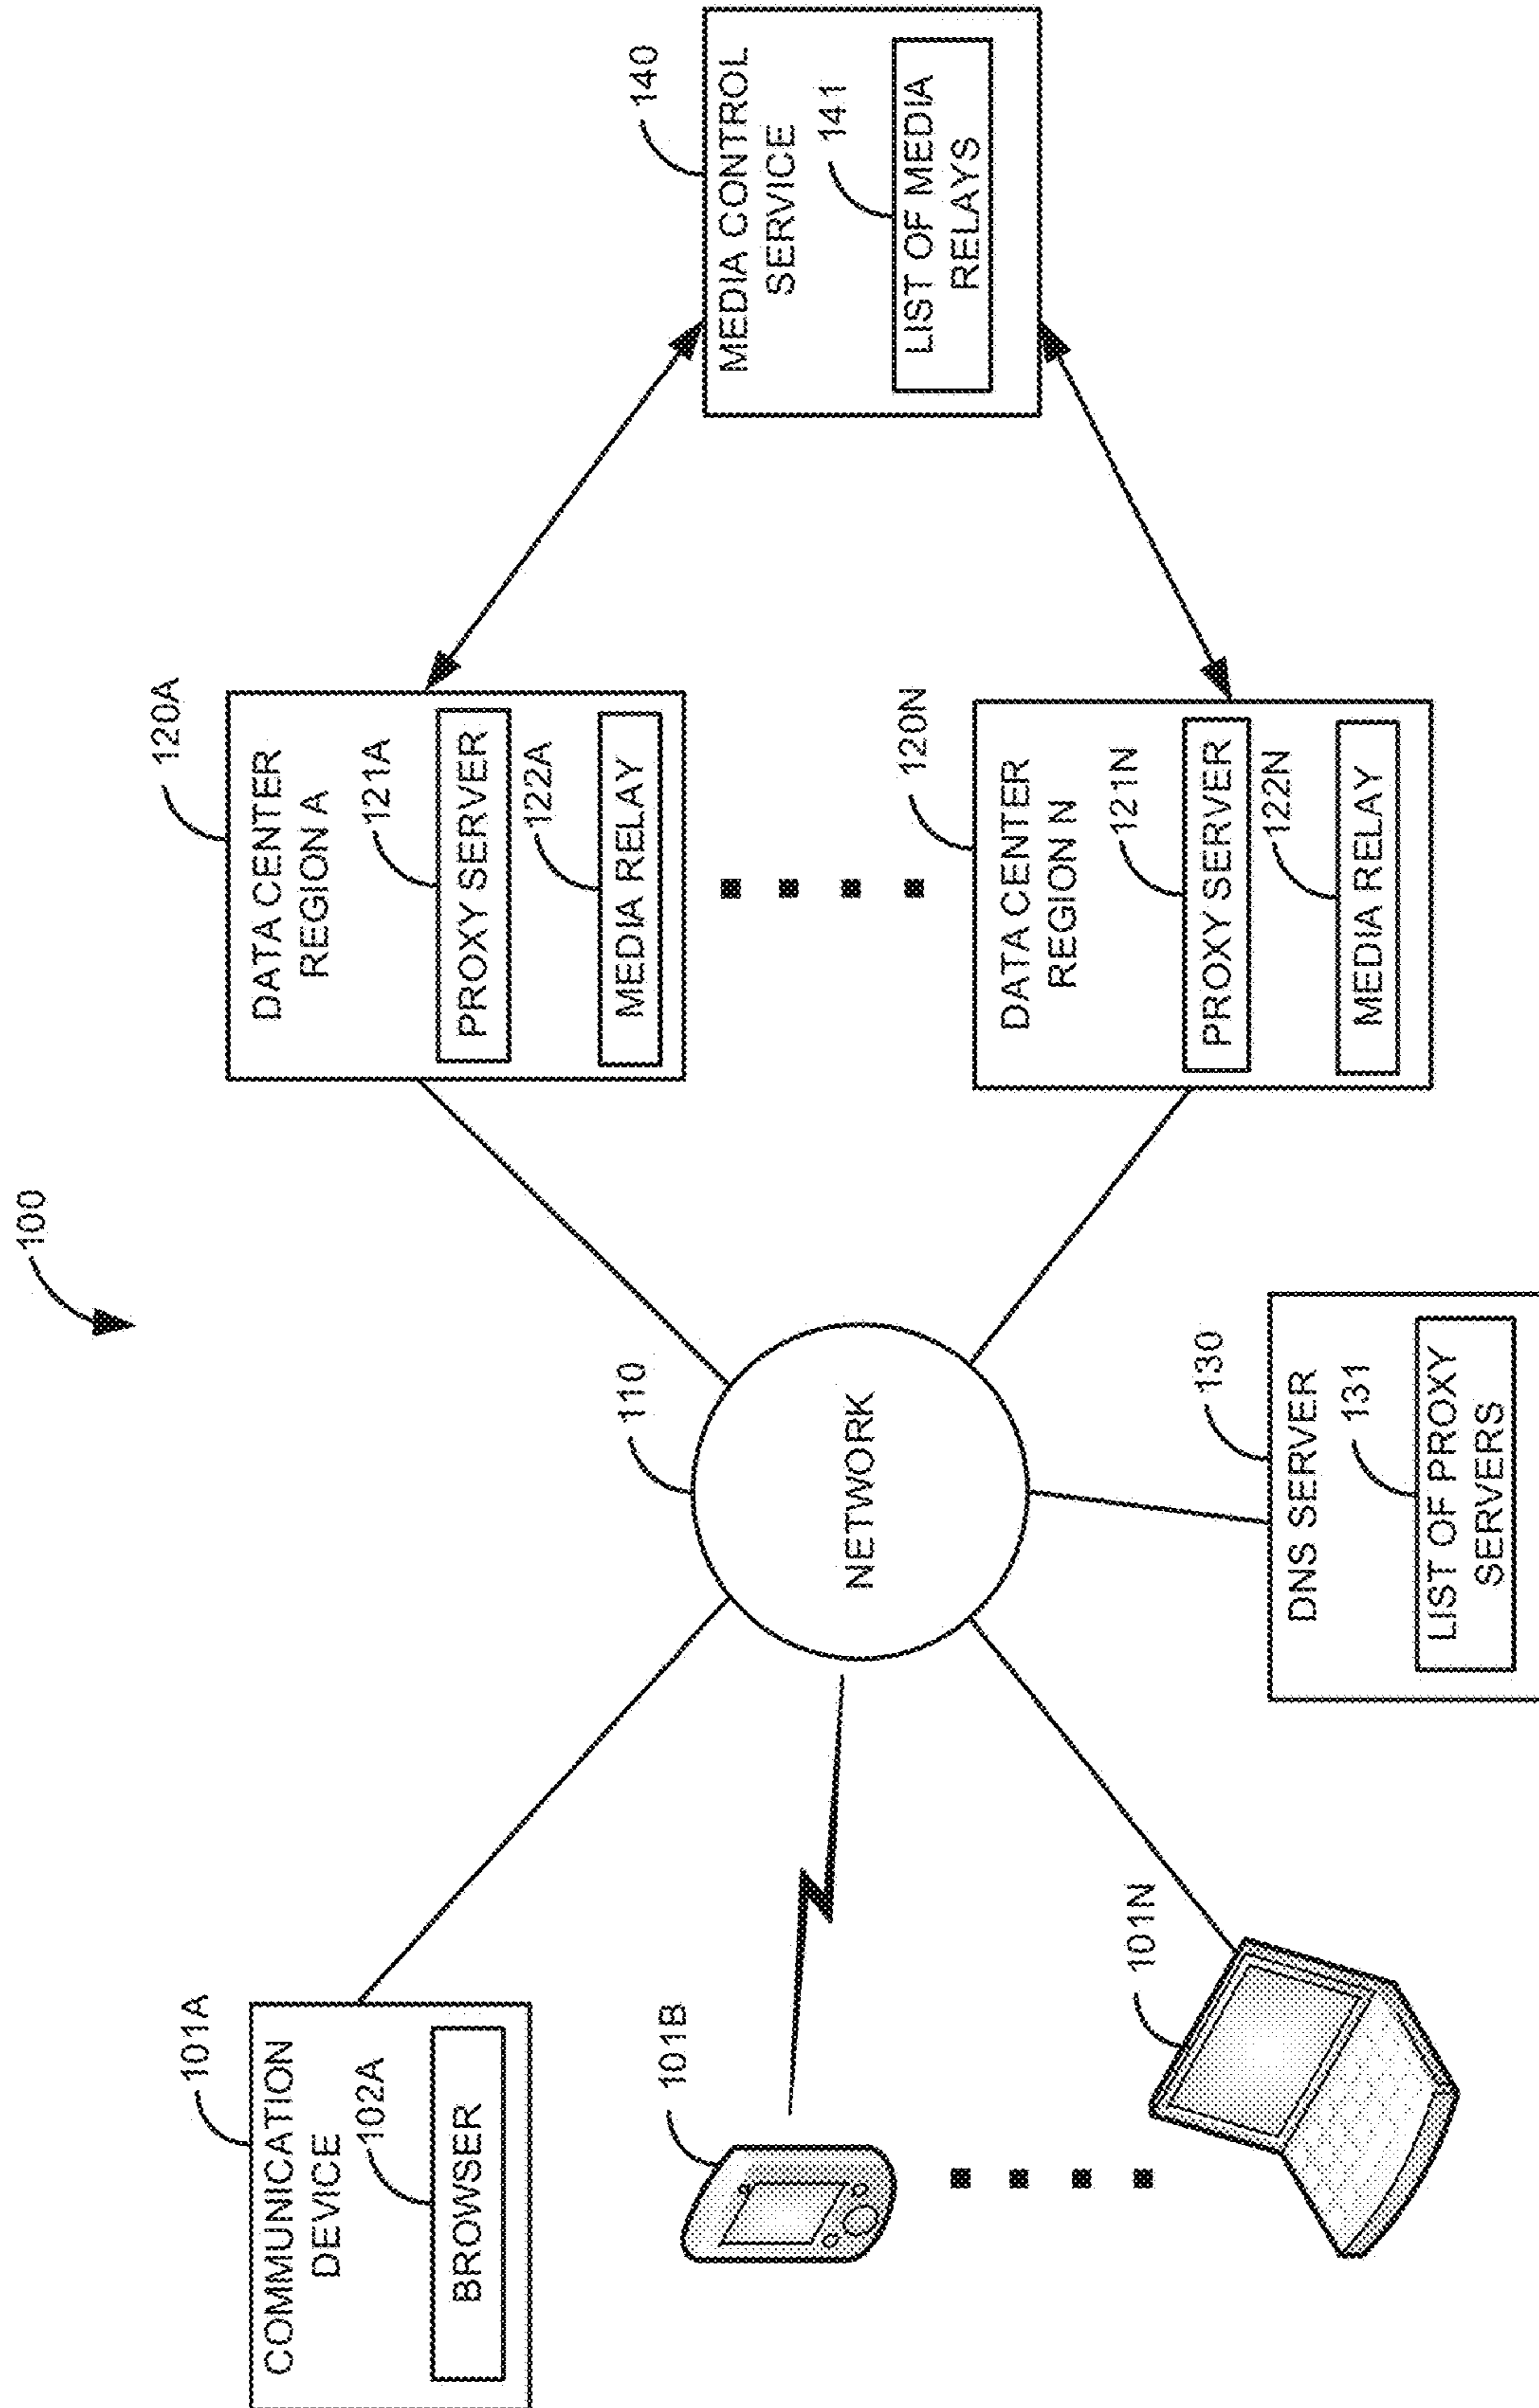 100
101A
COMMUNICATION
DEVICE
102A
BROWSER
101B
101N
110
NETWORK
130
DNS SERVER
131
LIST OF PROXY
SERVERS
120A
DATA CENTER
REGION A
121A
PROXY SERVER
122A
MEDIA RELAY
120N
DATA CENTER
REGION N
121N
PROXY SERVER
122N
MEDIA RELAY
140
MEDIA CONTROL
SERVICE
141
LIST OF MEDIA
RELAYS